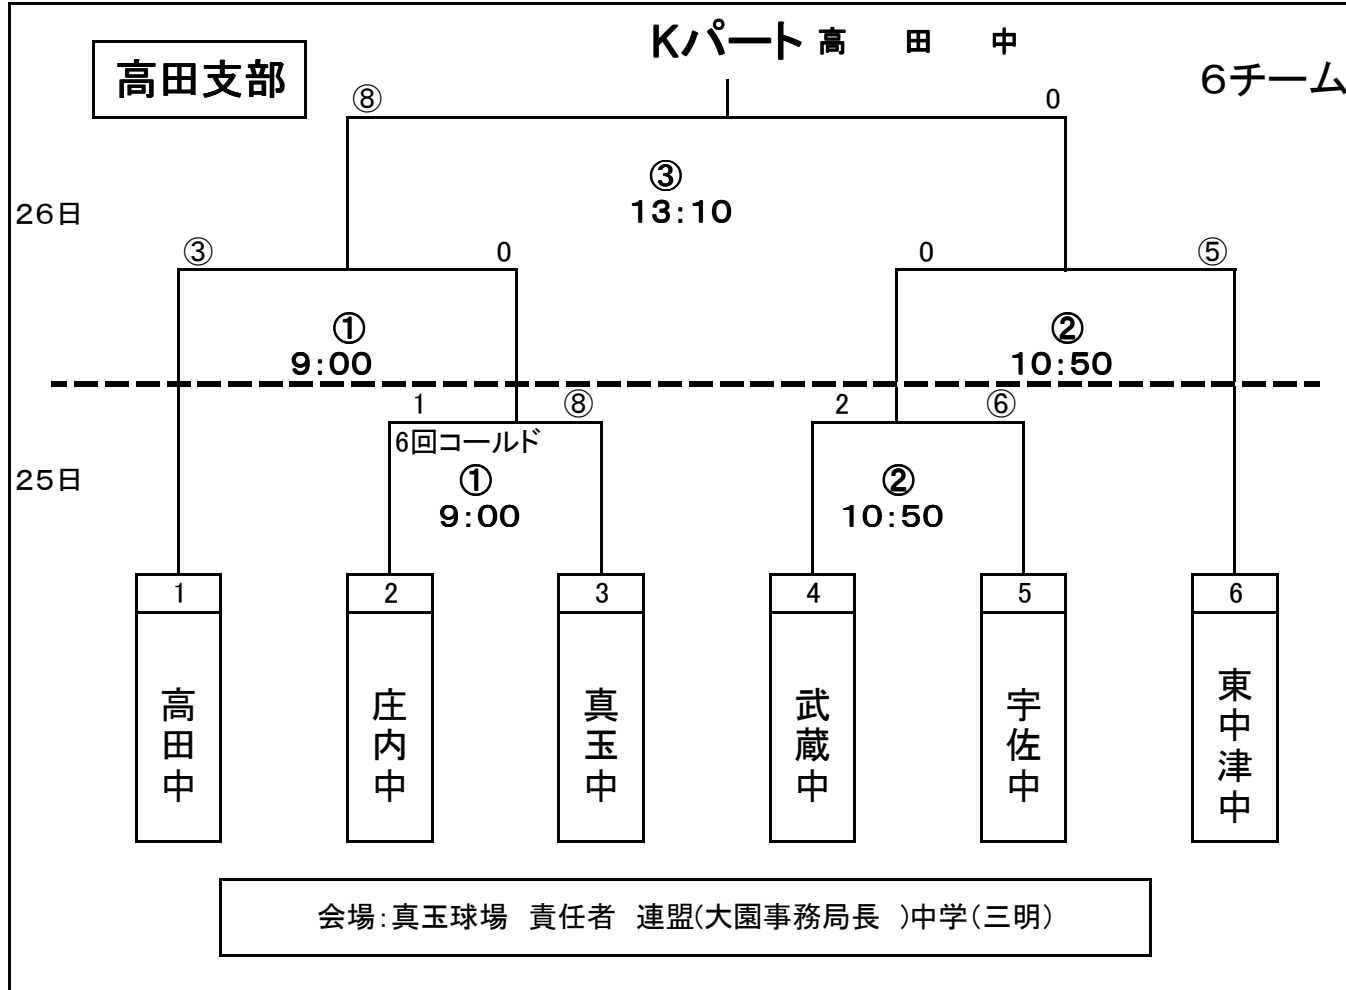 Kパート 高 田 中
高田支部
6チーム
⑧ 0
③
13:10
26日
③ 0 0 ⑤
① ②
9:00 10:50
1 ⑧ 2 ⑥
6回コールド
25日
① ②
9:00 10:50
1 2 3 4 5 6
高田中
庄内中
真玉中
武蔵中
宇佐中
東中津中
会場:真玉球場 責任者 連盟(大園事務局長 )中学(三明)